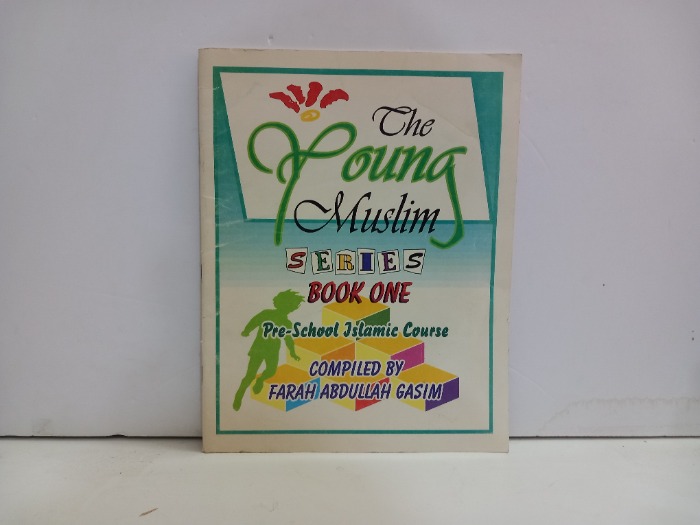 The
Young
Muslim
SERIES
BOOK ONE
Pre-School Islamic Course
COMPILED BY
FARAH ABDULLAH GASIM